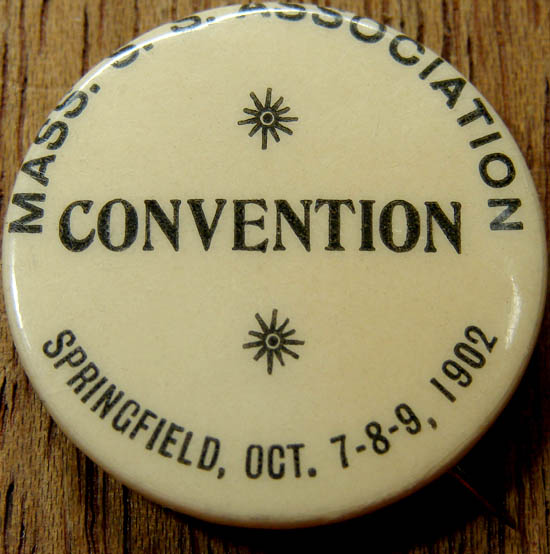 MASS. S. S. ASSOCIATION
CONVENTION
SPRINGFIELD, OCT. 7-8-9, 1902